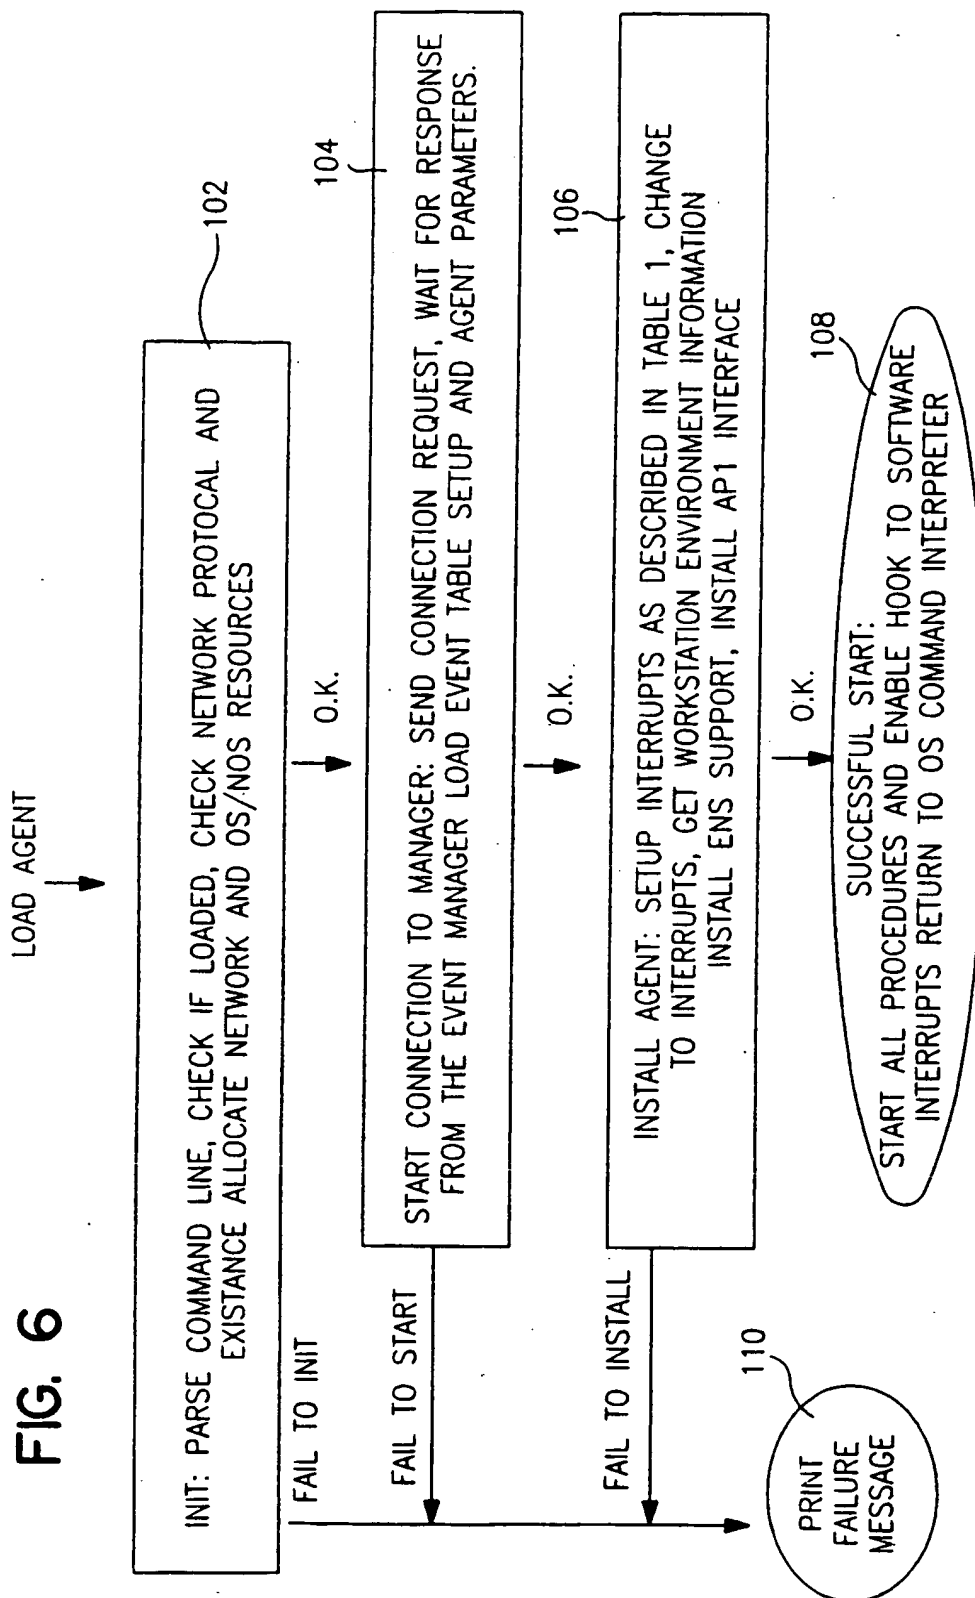 FIG. 6
LOAD AGENT
102
INIT: PARSE COMMAND LINE, CHECK IF LOADED, CHECK NETWORK PROTOCAL AND
EXISTANCE ALLOCATE NETWORK AND OS/NOS RESOURCES
FAIL TO INIT
O.K.
104
START CONNECTION TO MANAGER: SEND CONNECTION REQUEST, WAIT FOR RESPONSE
FROM THE EVENT MANAGER LOAD EVENT TABLE SETUP AND AGENT PARAMETERS.
FAIL TO START
O.K.
106
INSTALL AGENT: SETUP INTERRUPTS AS DESCRIBED IN TABLE 1, CHANGE
TO INTERRUPTS, GET WORKSTATION ENVIRONMENT INFORMATION
INSTALL ENS SUPPORT, INSTALL AP1 INTERFACE
FAIL TO INSTALL
O.K.
110
PRINT
FAILURE
MESSAGE
108
SUCCESSFUL START:
START ALL PROCEDURES AND ENABLE HOOK TO SOFTWARE
INTERRUPTS RETURN TO OS COMMAND INTERPRETER